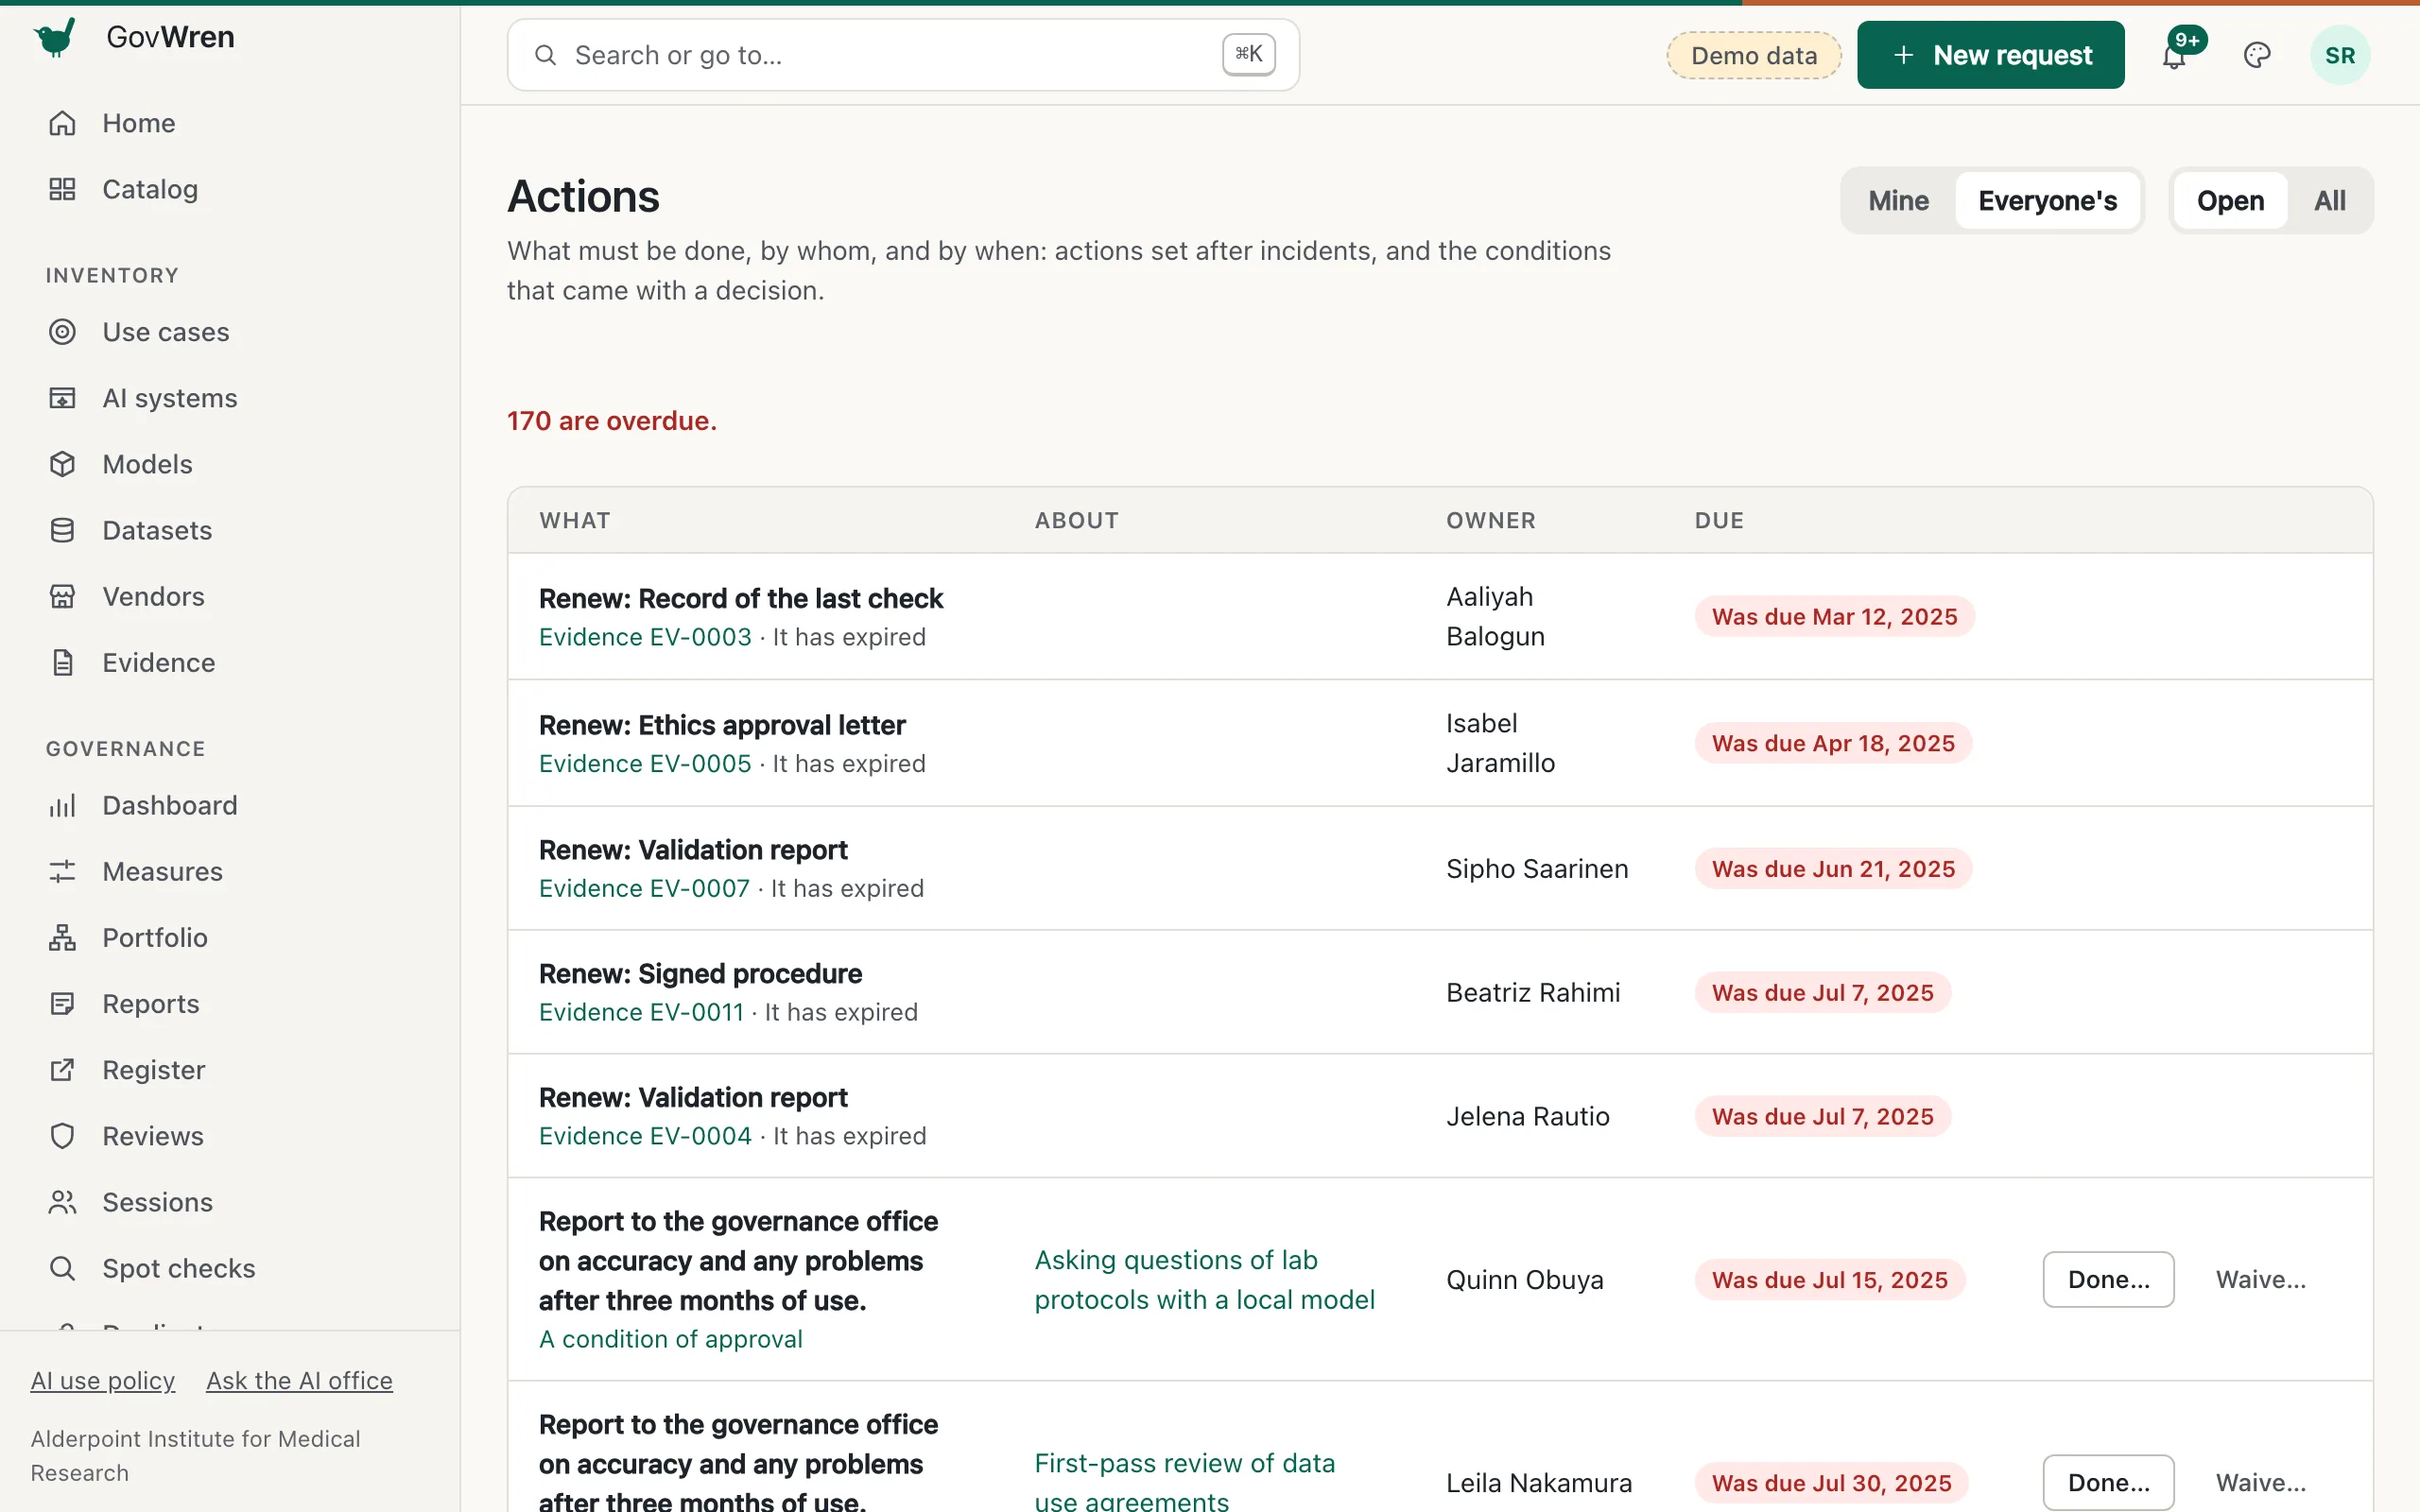 GovWren
Search or go to...
⌘K
Demo data
+ New request
9+
SR
Home
Catalog
INVENTORY
Use cases
AI systems
Models
Datasets
Vendors
Evidence
GOVERNANCE
Dashboard
Measures
Portfolio
Reports
Register
Reviews
Sessions
Spot checks
AI use policy
Ask the AI office
Alderpoint Institute for Medical
Research
Actions
What must be done, by whom, and by when: actions set after incidents, and the conditions
that came with a decision.
Mine
Everyone's
Open
All
170 are overdue.
WHAT
ABOUT
OWNER
DUE
Renew: Record of the last check
Evidence EV-0003 · It has expired
Aaliyah
Balogun
Was due Mar 12, 2025
Renew: Ethics approval letter
Evidence EV-0005 · It has expired
Isabel
Jaramillo
Was due Apr 18, 2025
Renew: Validation report
Evidence EV-0007 · It has expired
Sipho Saarinen
Was due Jun 21, 2025
Renew: Signed procedure
Evidence EV-0011 · It has expired
Beatriz Rahimi
Was due Jul 7, 2025
Renew: Validation report
Evidence EV-0004 · It has expired
Jelena Rautio
Was due Jul 7, 2025
Report to the governance office
on accuracy and any problems
after three months of use.
A condition of approval
Asking questions of lab
protocols with a local model
Quinn Obuya
Was due Jul 15, 2025
Done...
Waive...
Report to the governance office
on accuracy and any problems
after three months of use.
First-pass review of data
use agreements
Leila Nakamura
Was due Jul 30, 2025
Done...
Waive...